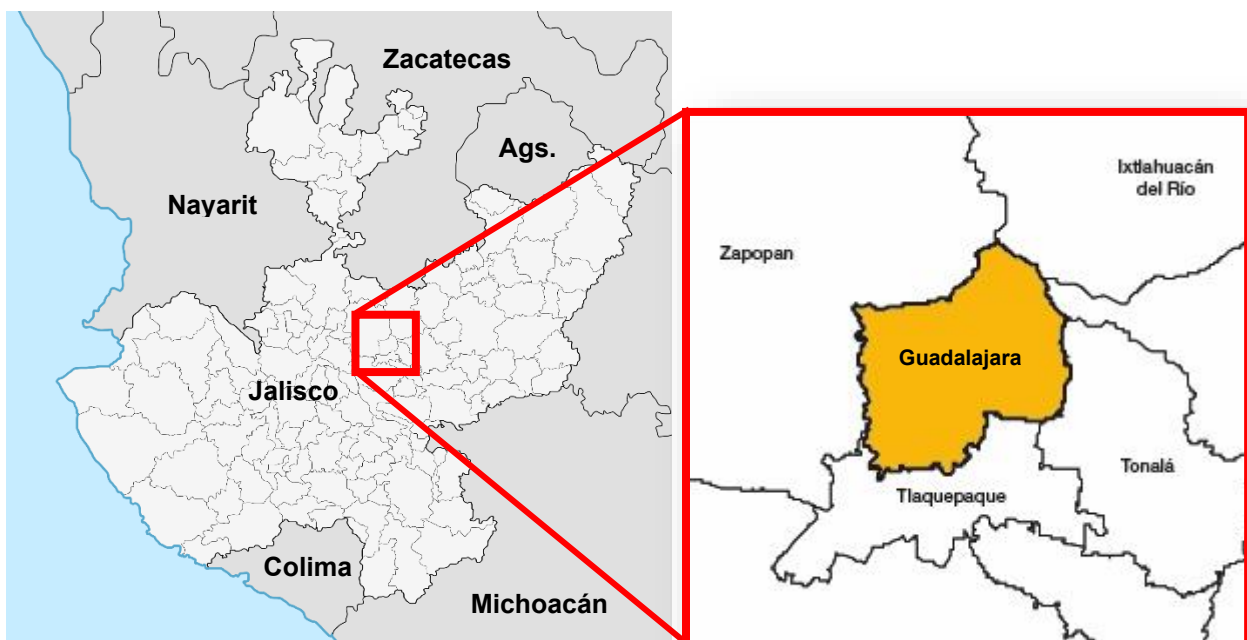 Zacatecas
Ags.
Nayarit
Jalisco
Colima
Michoacán
Ixtlahuacán
del Río
Zapopan
Guadalajara
Tonalá
Tlaquepaque